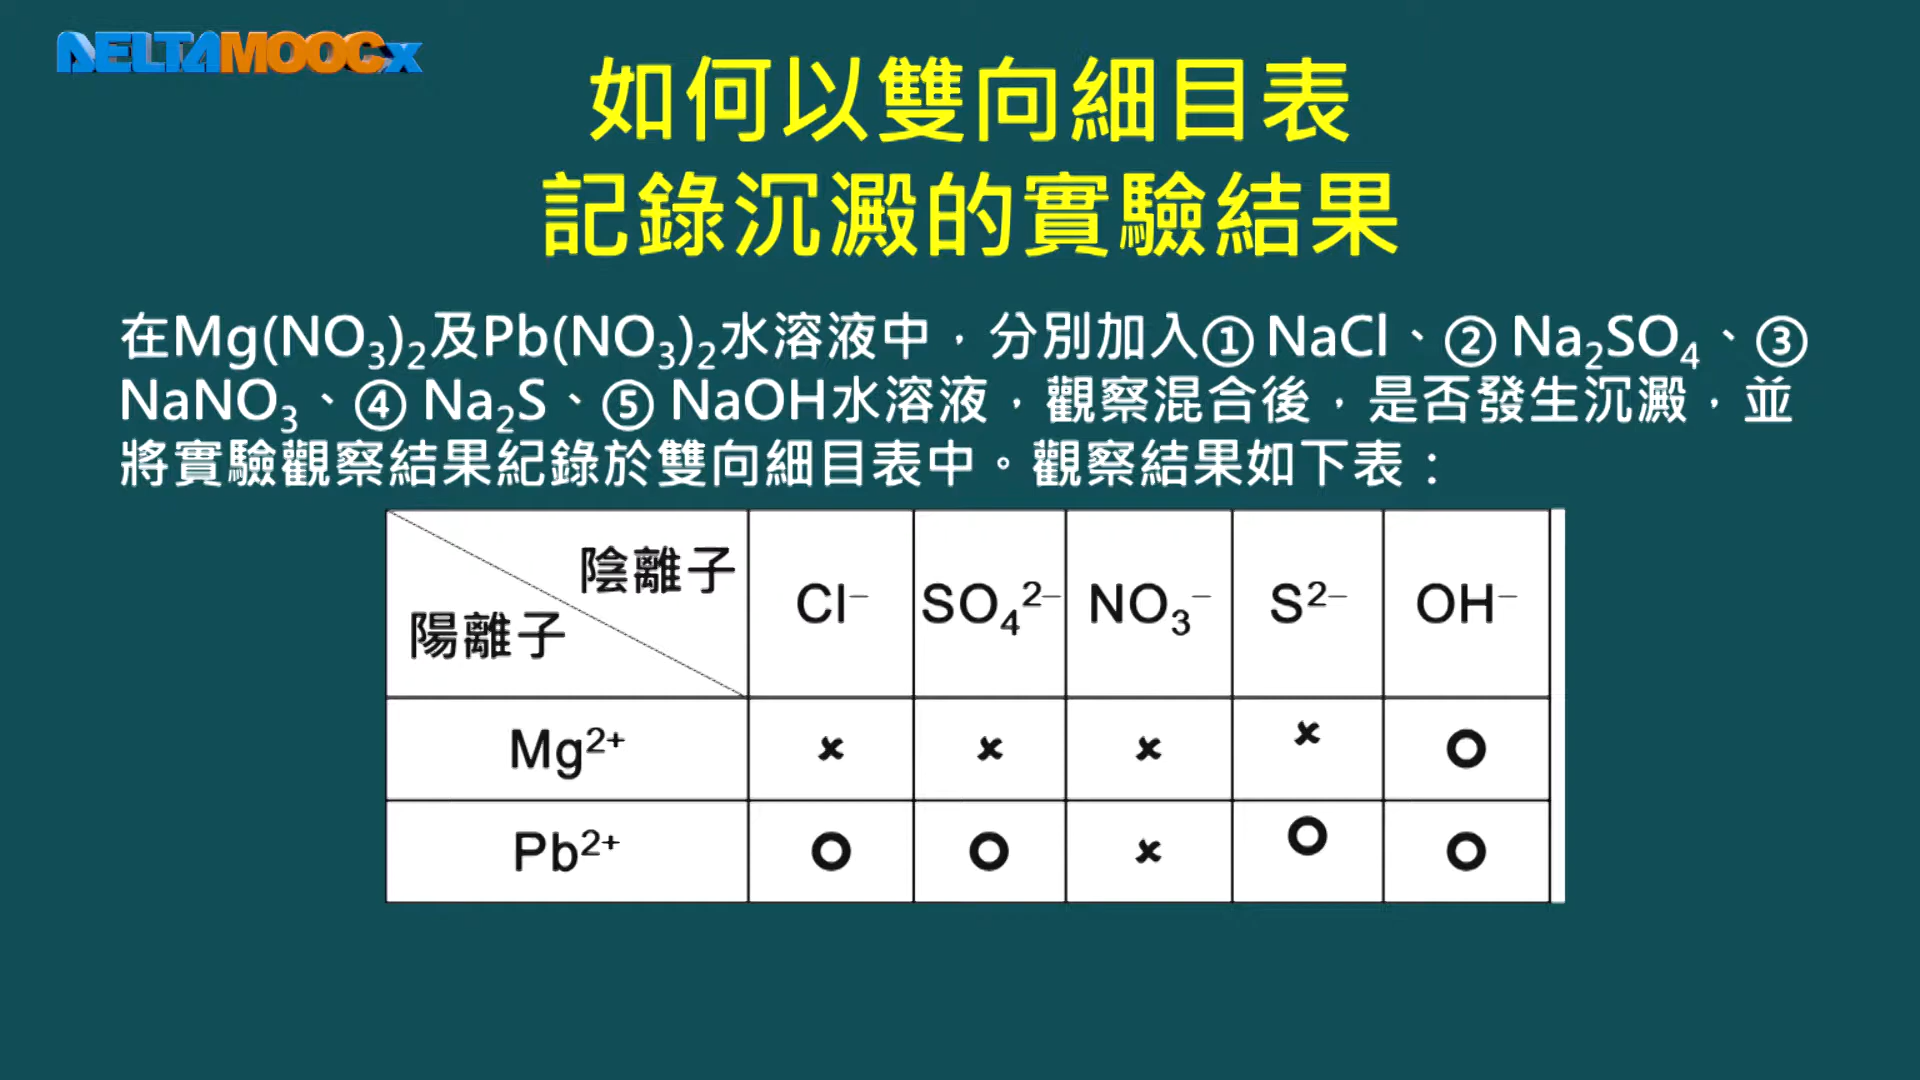 DELTAMOOCx
如何以雙向細目表
記錄沉澱的實驗結果
在Mg(NO₃)₂及Pb(NO₃)₂水溶液中，分別加入① NaCl、② Na₂SO₄、③
NaNO₃、④ Na₂S、⑤ NaOH水溶液，觀察混合後，是否發生沉澱，並
將實驗觀察結果紀錄於雙向細目表中。觀察結果如下表：
陰離子
陽離子
Cl⁻ SO₄²⁻ NO₃⁻ S²⁻ OH⁻
Mg²⁺ × × × × ○
Pb²⁺ ○ ○ × ○ ○